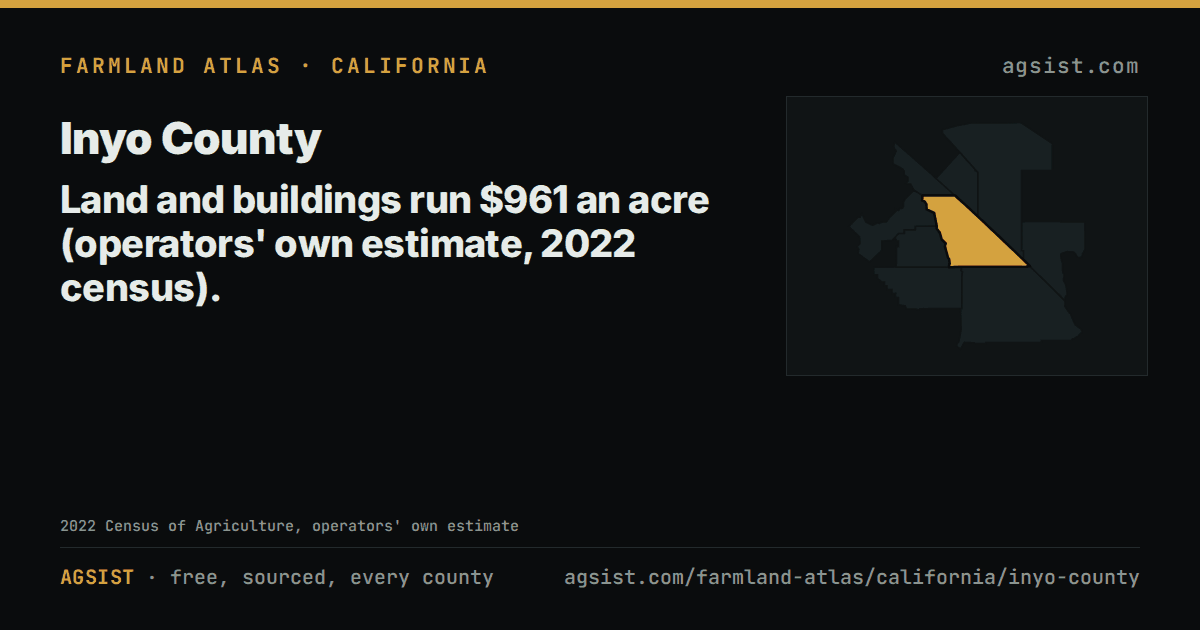 FARMLAND ATLAS · CALIFORNIA
agsist.com
Inyo County
Land and buildings run $961 an acre
(operators' own estimate, 2022
census).
2022 Census of Agriculture, operators' own estimate
AGSIST · free, sourced, every county
agsist.com/farmland-atlas/california/inyo-county